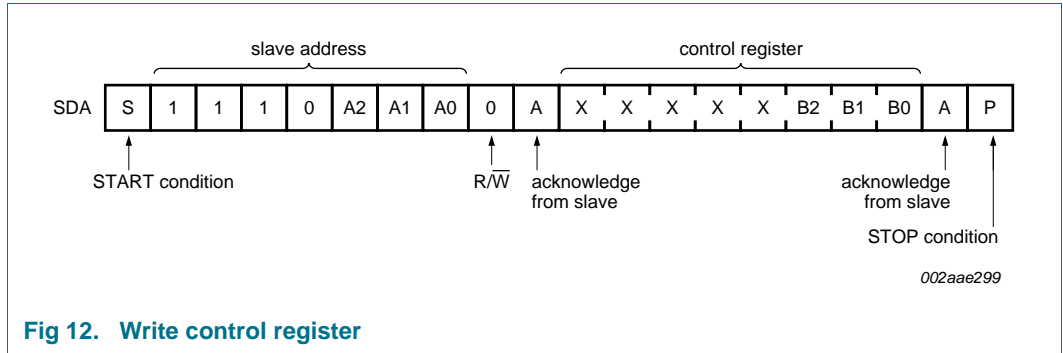 slave address control register
SDA S 1 1 1 0 A2 A1 A0 0 A X X X X X B2 B1 B0 A P
START condition R/W̅ acknowledge from slave acknowledge from slave
STOP condition
002aae299
Fig 12. Write control register